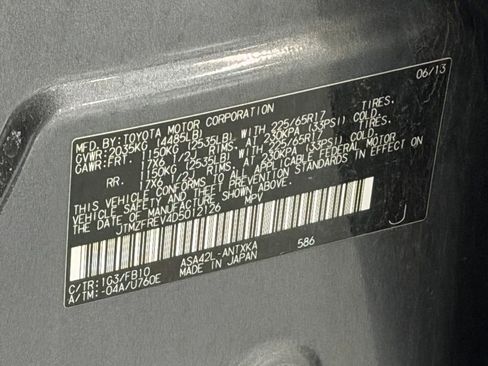 06/13
MFD. BY: TOYOTA MOTOR CORPORATION
GVWR: 2035KG (4485LB)
GAWR: FRT. 1150KG (2535LB) WITH 225/65R17 TIRES.
17X6 1/2J RIMS. AT 230KPA (33PSI) COLD.
RR. 1150KG (2535LB) WITH 225/65R17 TIRES.
17X6 1/2J RIMS. AT 230KPA (33PSI) COLD.
THIS VEHICLE CONFORMS TO ALL APPLICABLE FEDERAL MOTOR
VEHICLE SAFETY AND THEFT PREVENTION STANDARDS IN EFFECT ON
THE DATE OF MANUFACTURE SHOWN ABOVE.
JTMZFREV4D5012126 MPV
J
C/TR: 1G3/FB10 ASA42L-ANTXKA 586
A/TM: -04A/U760E MADE IN JAPAN